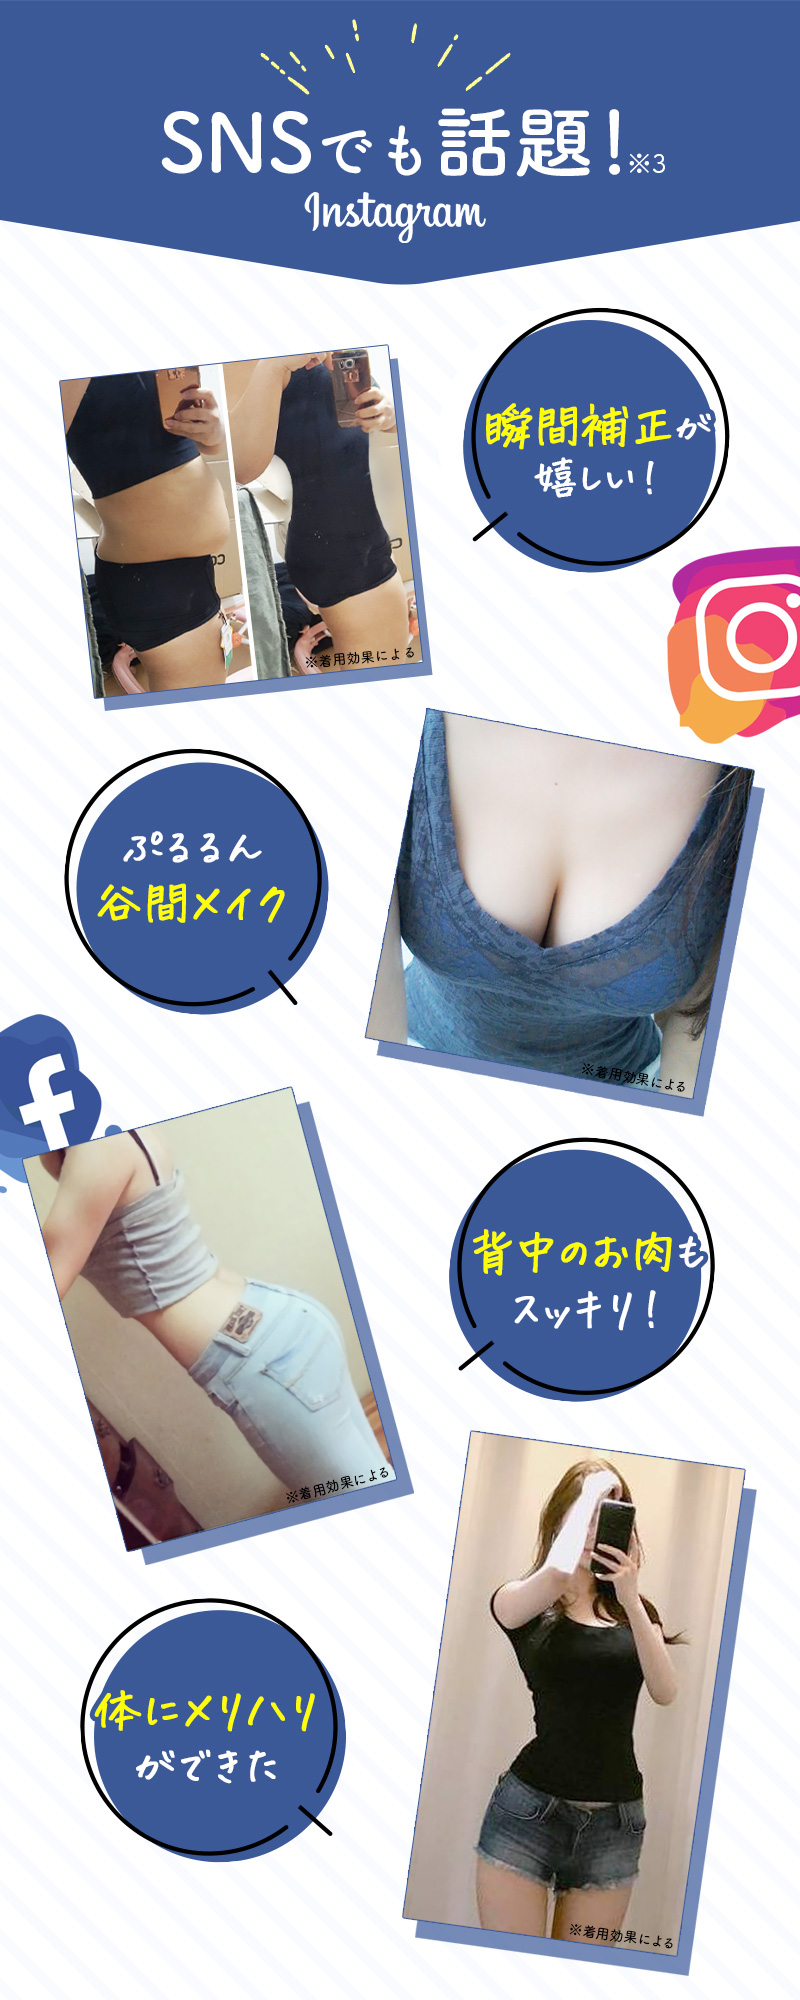 SNSでも話題!※3
Instagram
瞬間補正が
嬉しい!
※着用効果による
ぷるるん
谷間メイク
※着用効果による
f
背中のお肉も
スッキリ!
※着用効果による
体にメリハリ
ができた
※着用効果による